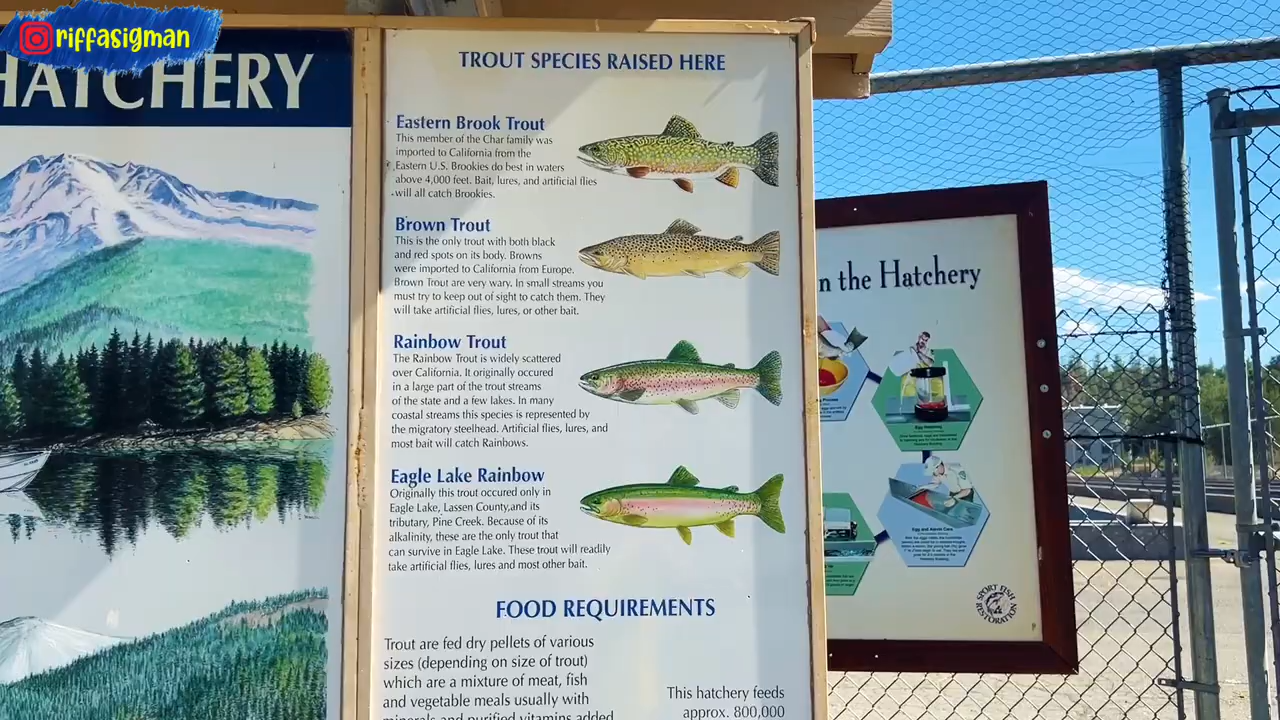 riffasigman
HATCHERY
TROUT SPECIES RAISED HERE
Eastern Brook Trout
This member of the Char family was
imported to California from the
Eastern U.S. Brookies do best in waters
above 4,000 feet. Bait, lures, and artificial flies
will all catch Brookies.
Brown Trout
This is the only trout with both black
and red spots on its body. Browns
were imported to California from Europe.
Brown Trout are very wary. In small streams you
must try to keep out of sight to catch them. They
will take artificial flies, lures, or other bait.
Rainbow Trout
The Rainbow Trout is widely scattered
over California. It originally occured
in a large part of the trout streams
of the state and a few lakes. In many
coastal streams this species is represented by
the migratory steelhead. Artificial flies, lures, and
most bait will catch Rainbows.
Eagle Lake Rainbow
Originally this trout occured only in
Eagle Lake, Lassen County,and its
tributary, Pine Creek. Because of its
alkalinity, these are the only trout that
can survive in Eagle Lake. These trout will readily
take artificial flies, lures and most other bait.
FOOD REQUIREMENTS
Trout are fed dry pellets of various
sizes (depending on size of trout)
which are a mixture of meat, fish
and vegetable meals usually with
minerals and purified vitamins added
This hatchery feeds
approx. 800,000
n the Hatchery
Egg Hatching
Egg and Alevin Care
SPORT FISH
RESTORATION